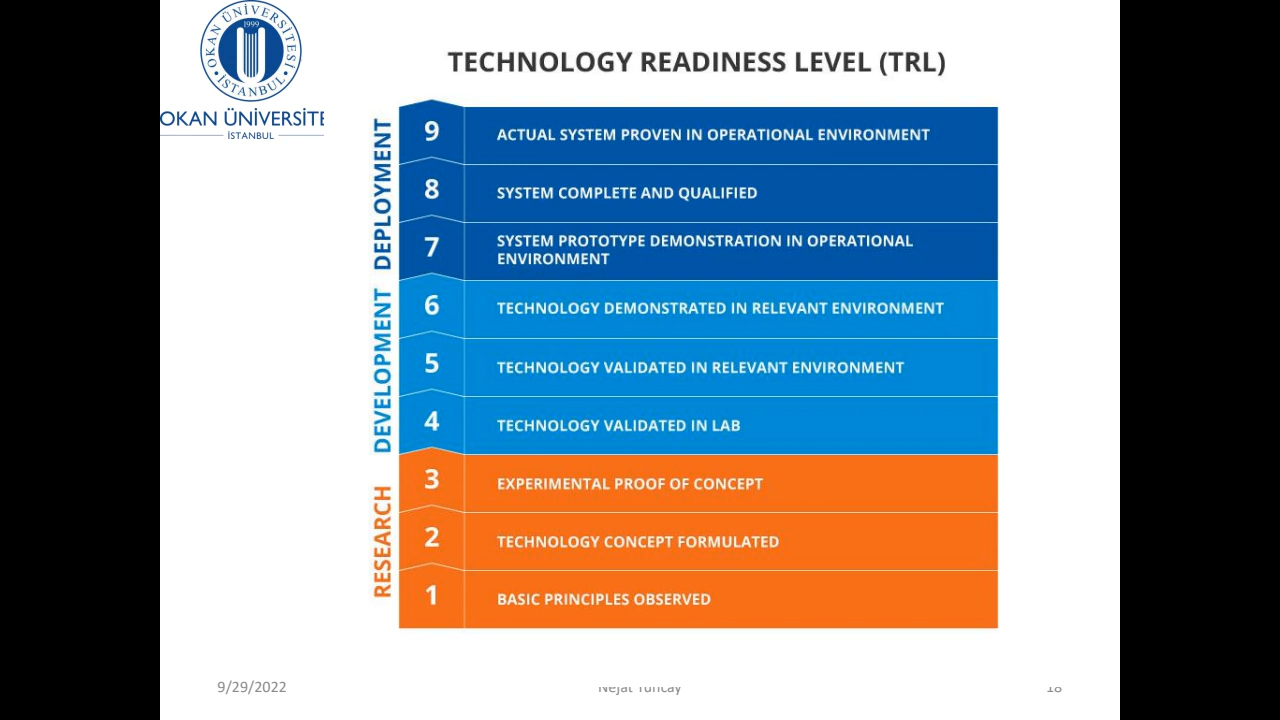 OKAN ÜNİVERSİTESİ
1999
İSTANBUL
OKAN ÜNİVERSİTE
İSTANBUL
TECHNOLOGY READINESS LEVEL (TRL)
DEPLOYMENT
9 ACTUAL SYSTEM PROVEN IN OPERATIONAL ENVIRONMENT
8 SYSTEM COMPLETE AND QUALIFIED
7 SYSTEM PROTOTYPE DEMONSTRATION IN OPERATIONAL
ENVIRONMENT
DEVELOPMENT
6 TECHNOLOGY DEMONSTRATED IN RELEVANT ENVIRONMENT
5 TECHNOLOGY VALIDATED IN RELEVANT ENVIRONMENT
4 TECHNOLOGY VALIDATED IN LAB
RESEARCH
3 EXPERIMENTAL PROOF OF CONCEPT
2 TECHNOLOGY CONCEPT FORMULATED
1 BASIC PRINCIPLES OBSERVED
9/29/2022
Nejat Tuncay
18